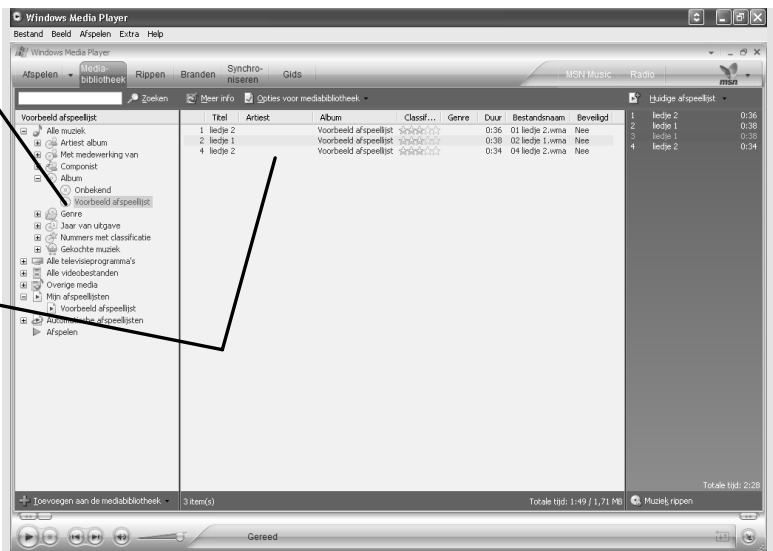 Windows Media Player
Bestand Beeld Afspelen Extra Help
Windows Media Player
Afspelen Media-bibliotheek Rippen Branden Synchro-niseren Gids MSN Music Radio msn
Zoeken Meer info Opties voor mediabibliotheek Huidige afspeellijst
Voorbeeld afspeellijst
Alle muziek
Artiest album
Met medewerking van
Componist
Album
Onbekend
Voorbeeld afspeellijst
Genre
Jaar van uitgave
Nummers met classificatie
Gekochte muziek
Alle televisieprogramma's
Alle videobestanden
Overige media
Mijn afspeellijsten
Voorbeeld afspeellijst
Automatische afspeellijsten
Afspelen
Titel Artiest Album Classif... Genre Duur Bestandsnaam Beveiligd
1 liedje 2 Voorbeeld afspeellijst 0:36 01 liedje 2.wma Nee
2 liedje 1 Voorbeeld afspeellijst 0:38 02 liedje 1.wma Nee
4 liedje 2 Voorbeeld afspeellijst 0:34 04 liedje 2.wma Nee
1 liedje 2 0:36
2 liedje 1 0:38
3 liedje 1 0:38
4 liedje 2 0:34
Totale tijd: 2:28
Toevoegen aan de mediabibliotheek 3 item(s) Totale tijd: 1:49 / 1,71 MB Muziek rippen
Gereed